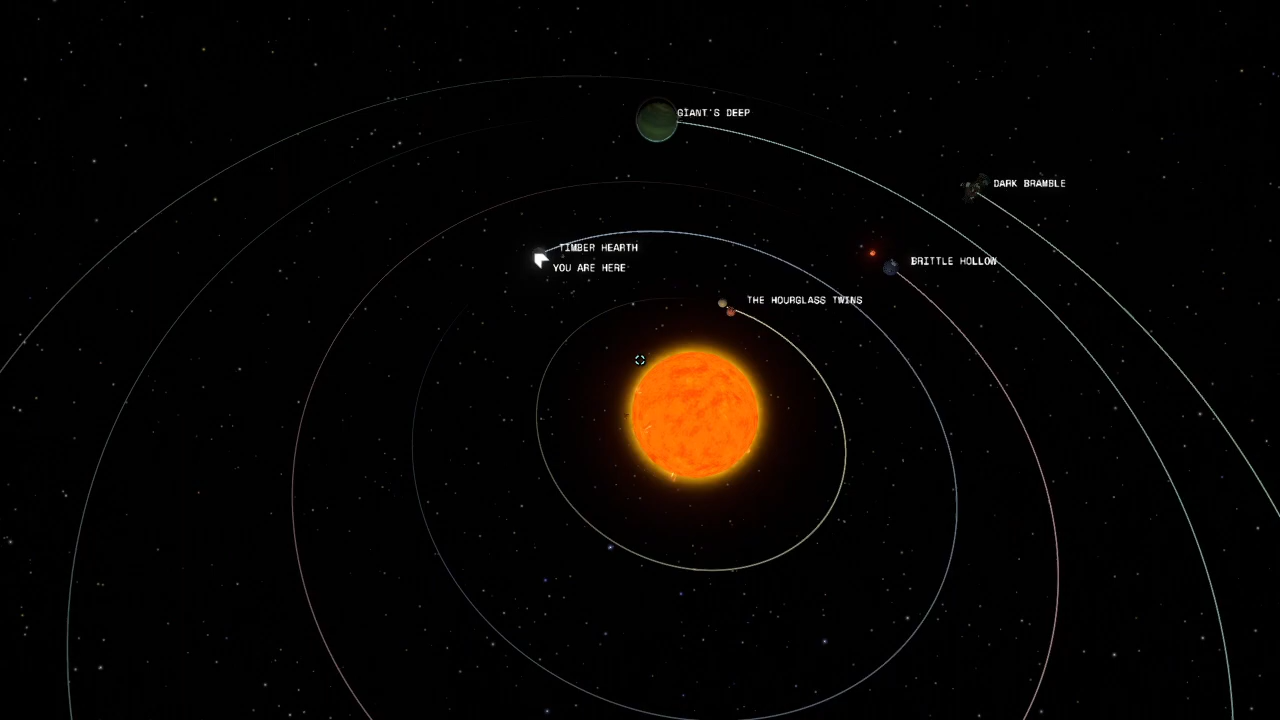 GIANT'S DEEP
DARK BRAMBLE
TIMBER HEARTH
YOU ARE HERE
BRITTLE HOLLOW
THE HOURGLASS TWINS